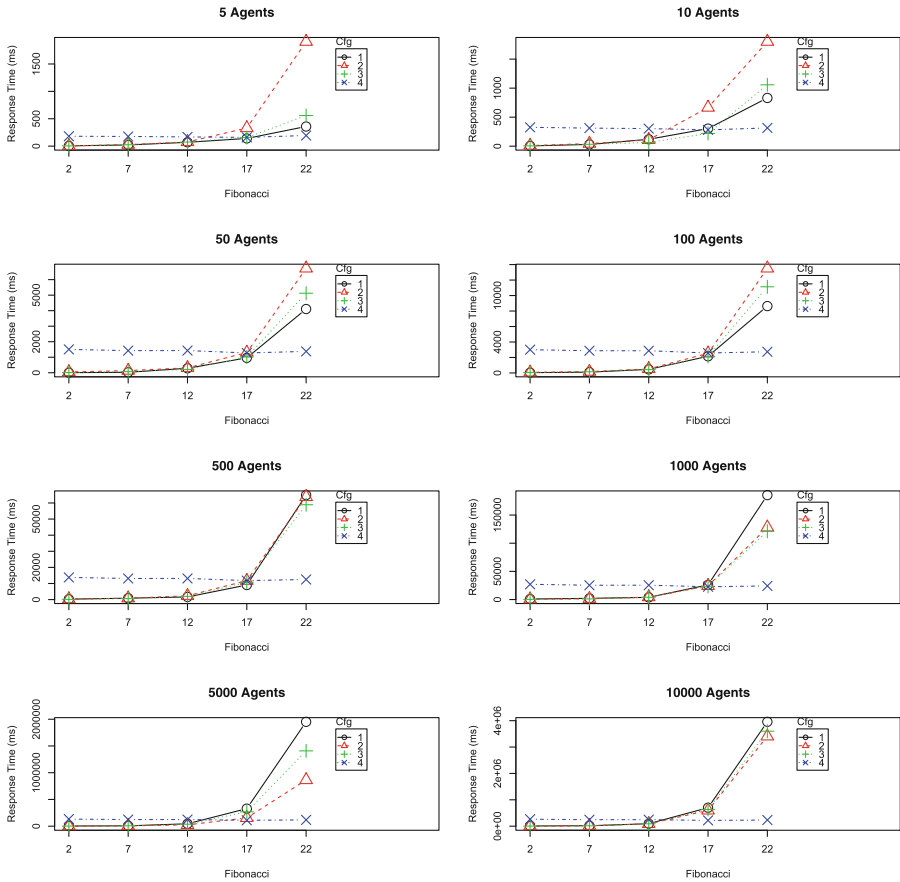 5 Agents
Response Time (ms)
0 500 1500
2 7 12 17 22
Fibonacci
Cfg
1
2
3
4
10 Agents
Response Time (ms)
0 500 1000
2 7 12 17 22
Fibonacci
Cfg
1
2
3
4
50 Agents
Response Time (ms)
0 2000 5000
2 7 12 17 22
Fibonacci
Cfg
1
2
3
4
100 Agents
Response Time (ms)
0 4000 10000
2 7 12 17 22
Fibonacci
Cfg
1
2
3
4
500 Agents
Response Time (ms)
0 20000 50000
2 7 12 17 22
Fibonacci
Cfg
1
2
3
4
1000 Agents
Response Time (ms)
0 50000 150000
2 7 12 17 22
Fibonacci
Cfg
1
2
3
4
5000 Agents
Response Time (ms)
0 1000000 2000000
2 7 12 17 22
Fibonacci
Cfg
1
2
3
4
10000 Agents
Response Time (ms)
0e+00 2e+06 4e+06
2 7 12 17 22
Fibonacci
Cfg
1
2
3
4